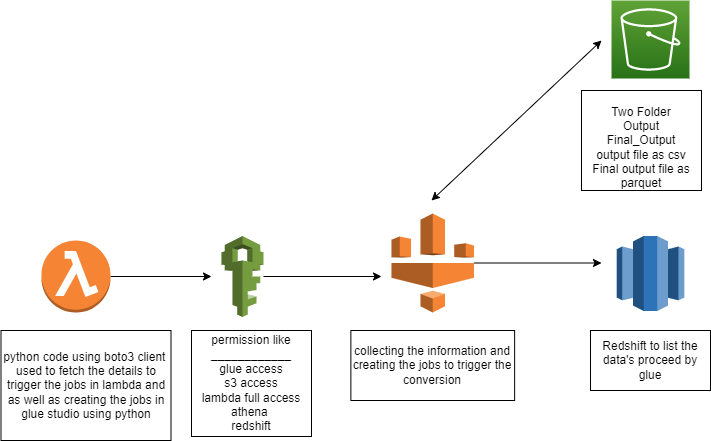 Two Folder
Output
Final_Output
output file as csv
Final output file as
parquet
python code using boto3 client
used to fetch the details to
trigger the jobs in lambda and
as well as creating the jobs in
glue studio using python
permission like
____________
glue access
s3 access
lambda full access
athena
redshift
collecting the information and
creating the jobs to trigger the
conversion
Redshift to list the
data's proceed by
glue